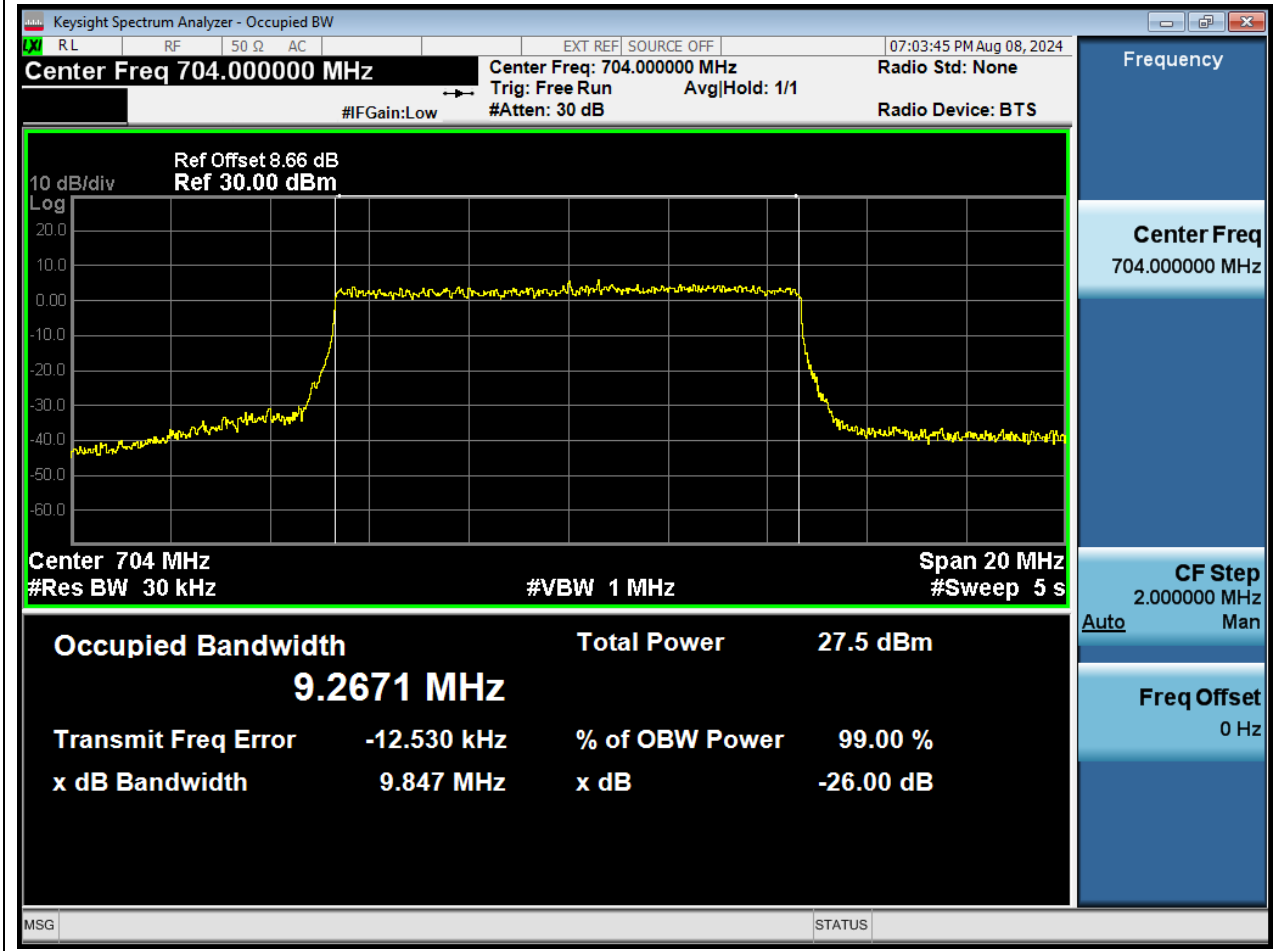 Keysight Spectrum Analyzer - Occupied BW
LXI RL RF 50 Ω AC EXT REF SOURCE OFF 07:03:45 PM Aug 08, 2024
Center Freq 704.000000 MHz
Center Freq: 704.000000 MHz Radio Std: None
Trig: Free Run Avg|Hold: 1/1
#IFGain:Low #Atten: 30 dB Radio Device: BTS
Ref Offset 8.66 dB
10 dB/div Ref 30.00 dBm
Log
20.0
10.0
0.00
-10.0
-20.0
-30.0
-40.0
-50.0
-60.0
Center 704 MHz Span 20 MHz
#Res BW 30 kHz #VBW 1 MHz #Sweep 5 s
Occupied Bandwidth Total Power 27.5 dBm
9.2671 MHz
Transmit Freq Error -12.530 kHz % of OBW Power 99.00 %
x dB Bandwidth 9.847 MHz x dB -26.00 dB
Frequency
Center Freq
704.000000 MHz
CF Step
2.000000 MHz
Auto Man
Freq Offset
0 Hz
MSG STATUS